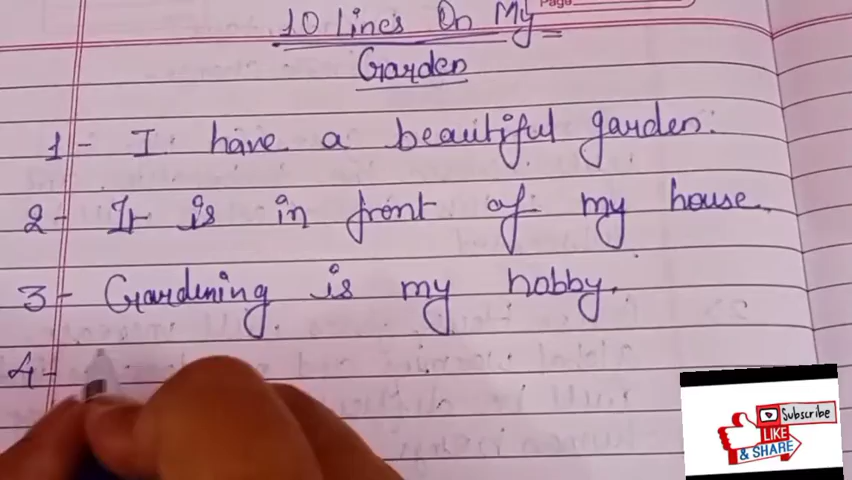 Page
10 Lines On My
Garden
1- I have a beautiful garden.
2- It is in front of my house.
3- Gardening is my hobby.
4-
Subscribe
LIKE
& SHARE